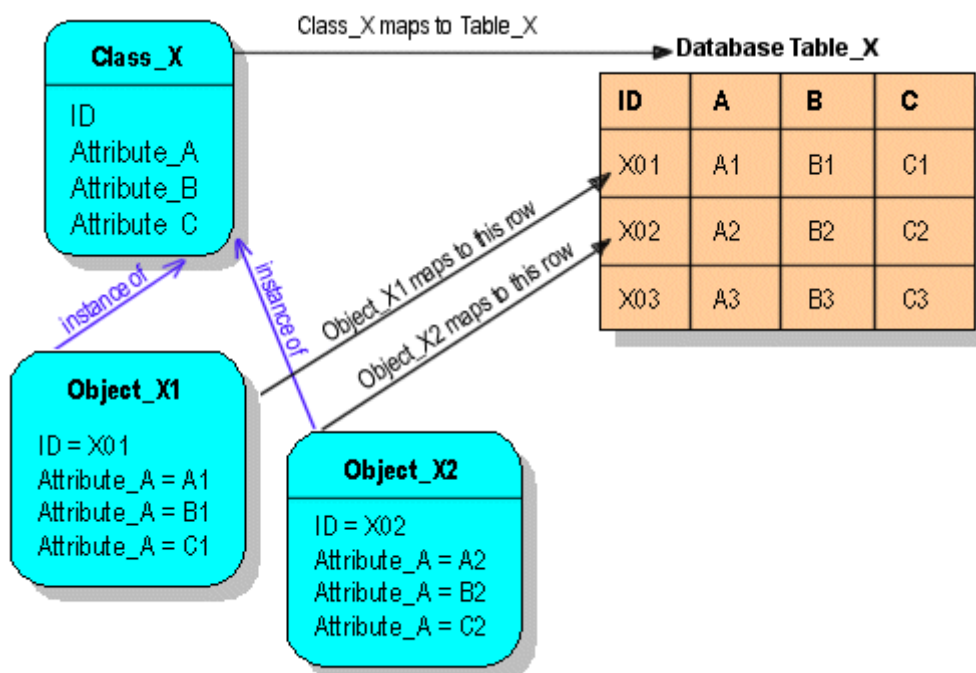 Class_X maps to Table_X
Class_X
ID
Attribute_A
Attribute_B
Attribute C
Database Table_X
ID A B C
X01 A1 B1 C1
X02 A2 B2 C2
X03 A3 B3 C3
instance of
instance of
Object_X1 maps to this row
Object_X2 maps to this row
Object_X1
ID = X01
Attribute_A = A1
Attribute_A = B1
Attribute_A = C1
Object_X2
ID = X02
Attribute_A = A2
Attribute_A = B2
Attribute_A = C2